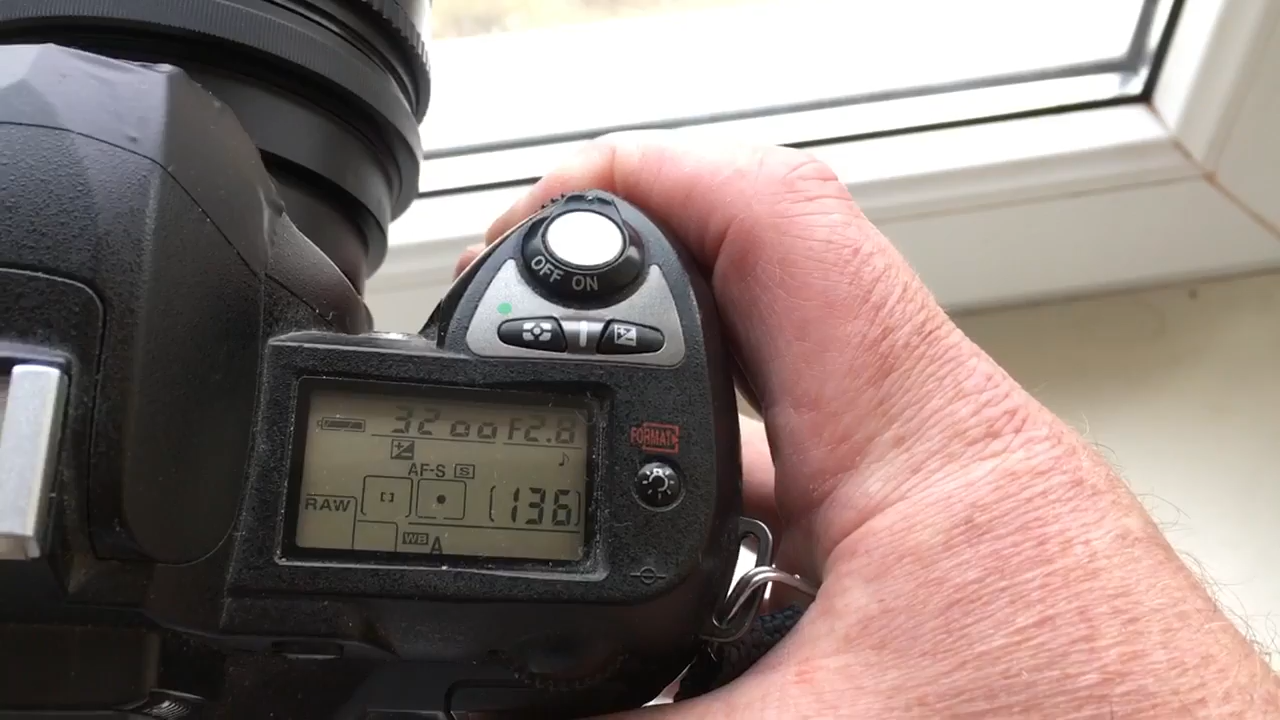 OFF ON
3200 F2.8
AF-S S
RAW
[136]
WB A
FORMAT